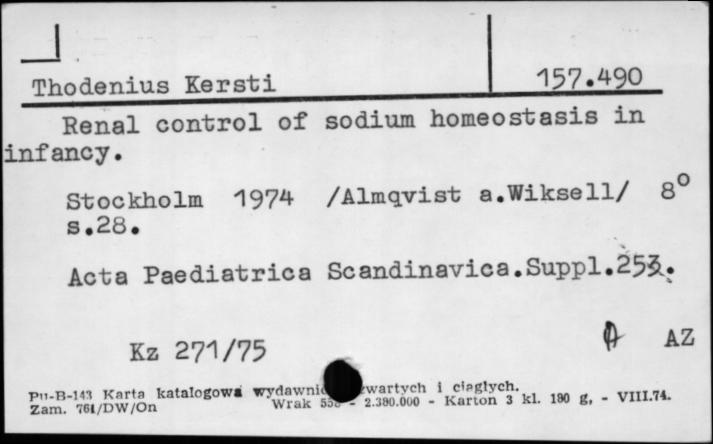 Thodenius Kersti 157.490
Renal control of sodium homeostasis in
infancy.
Stockholm 1974 /Almqvist a.Wiksell/ 8°
s.28.
Acta Paediatrica Scandinavica.Suppl.253.
A AZ
Kz 271/75
Pu-B-143 Karta katalogowa wartych i ciągłych.
Zam. 761/DW/On Wrak - 2.380.000 - Karton 3 kl. 180 g, - VIII.74.